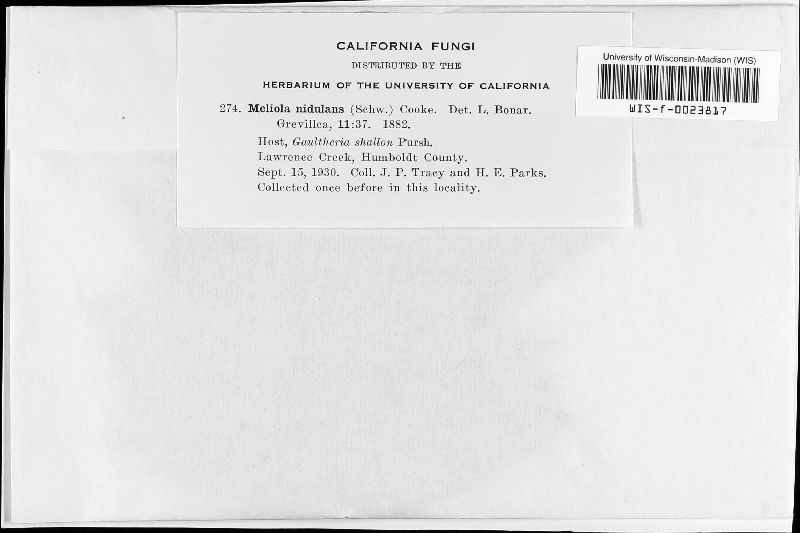 CALIFORNIA FUNGI
DISTRIBUTED BY THE
HERBARIUM OF THE UNIVERSITY OF CALIFORNIA
274. Meliola nidulans (Schw.) Cooke. Det. L. Bonar.
Grevillea, 11:37. 1882.
Host, Gaultheria shallon Pursh.
Lawrence Creek, Humboldt County.
Sept. 15, 1930. Coll. J. P. Tracy and H. E. Parks.
Collected once before in this locality.
University of Wisconsin-Madison (WIS)
WIS-f-0023817